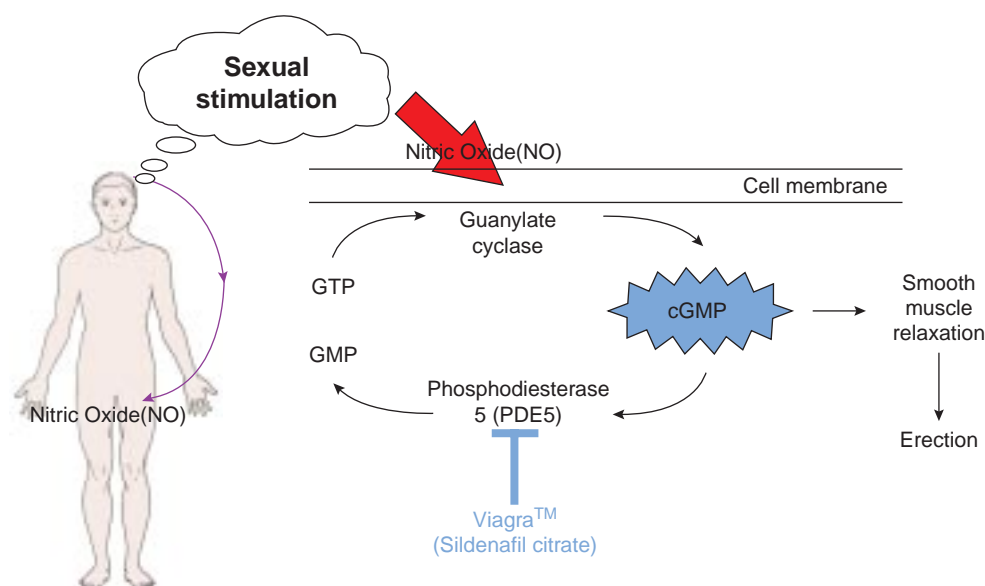 Sexual
stimulation
Nitric Oxide(NO)
Cell membrane
Guanylate
cyclase
GTP
cGMP
Smooth
muscle
relaxation
GMP
Phosphodiesterase
5 (PDE5)
Nitric Oxide(NO)
Erection
Viagra™
(Sildenafil citrate)